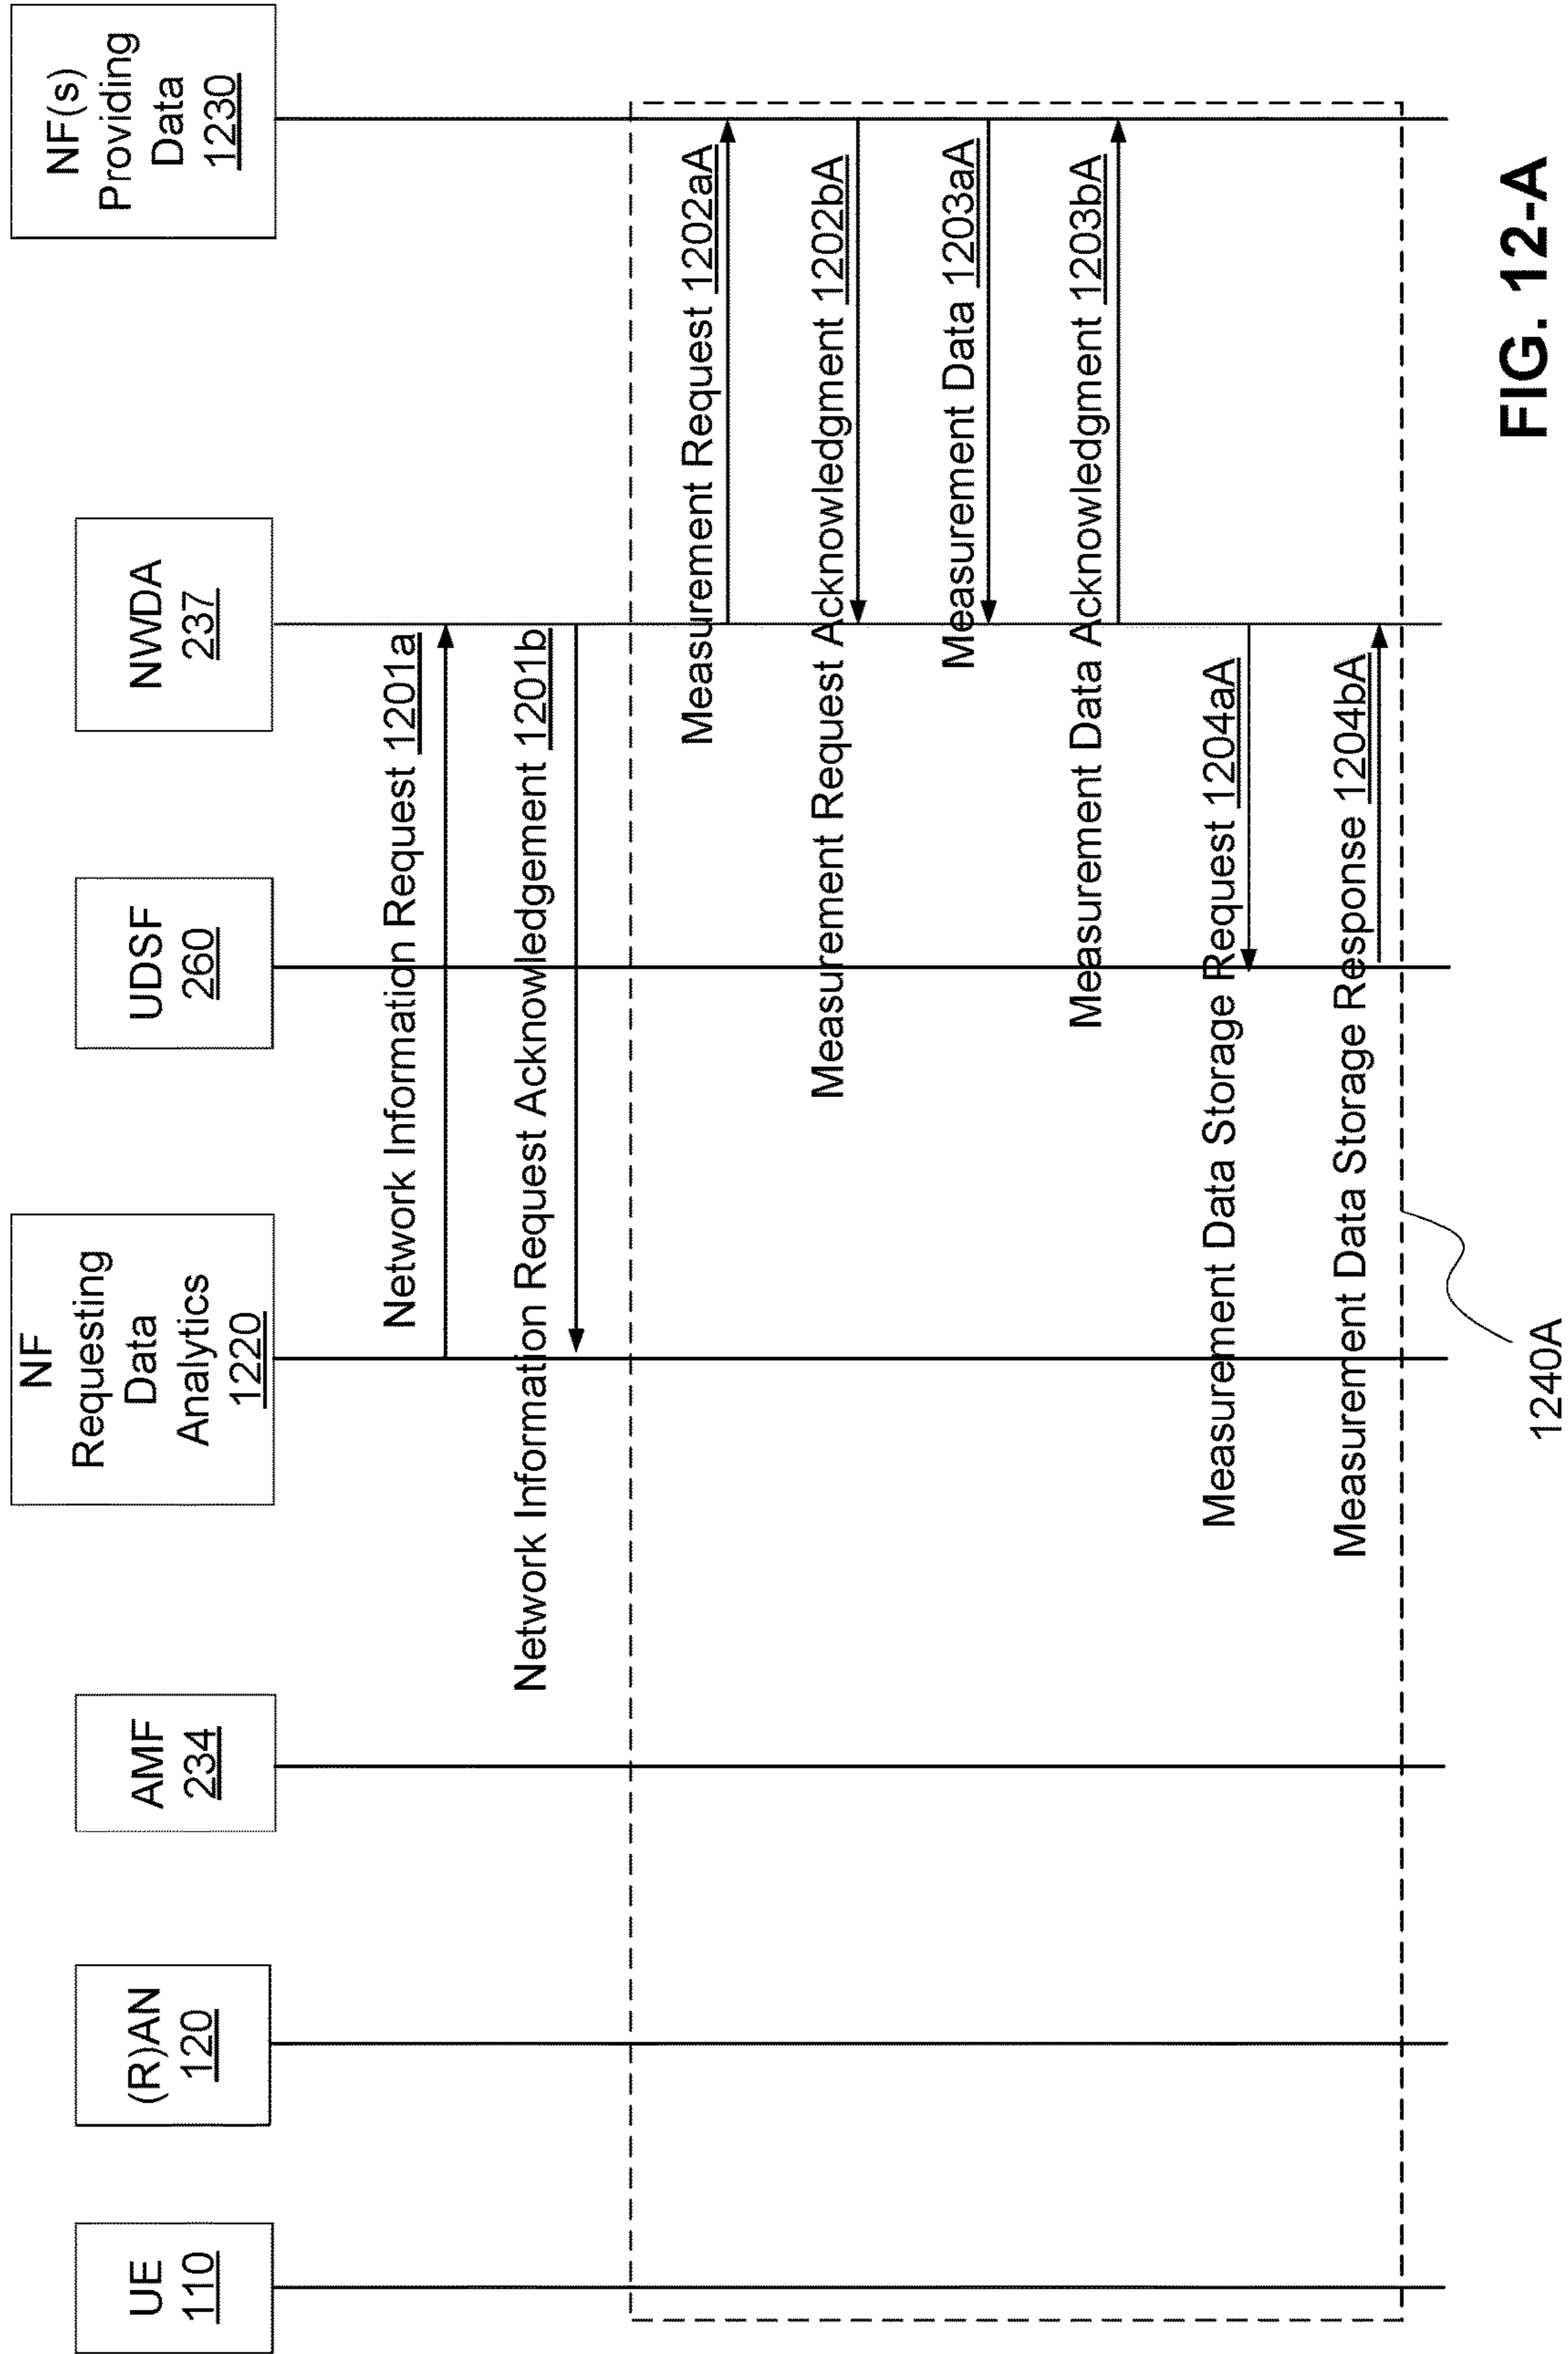 UE
110
(R)AN
120
AMF
234
NF
Requesting
Data
Analytics
1220
UDSF
260
NWDA
237
NF(s)
Providing
Data
1230
Network Information Request 1201a
Network Information Request Acknowledgement 1201b
Measurement Request 1202aA
Measurement Request Acknowledgment 1202bA
Measurement Data 1203aA
Measurement Data Acknowledgment 1203bA
Measurement Data Storage Request 1204aA
Measurement Data Storage Response 1204bA
1240A
FIG. 12-A